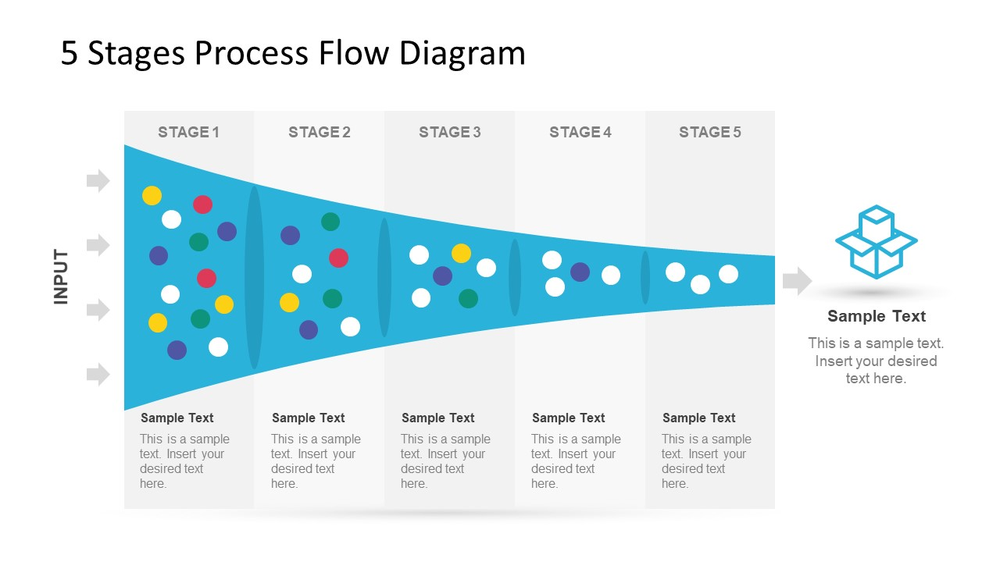 5 Stages Process Flow Diagram
STAGE 1
STAGE 2
STAGE 3
STAGE 4
STAGE 5
INPUT
Sample Text
This is a sample
text. Insert your
desired text
here.
Sample Text
This is a sample
text. Insert your
desired text
here.
Sample Text
This is a sample
text. Insert your
desired text
here.
Sample Text
This is a sample
text. Insert your
desired text
here.
Sample Text
This is a sample
text. Insert your
desired text
here.
Sample Text
This is a sample text.
Insert your desired
text here.